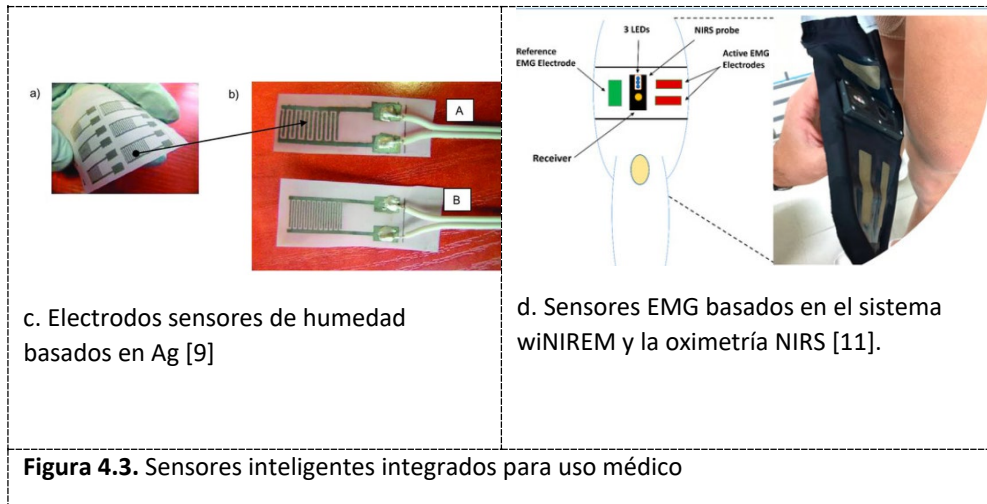 a)
b)
A
B
c. Electrodos sensores de humedad
basados en Ag [9]
3 LEDs
NIRS probe
Reference
EMG Electrode
Active EMG
Electrodes
Receiver
d. Sensores EMG basados en el sistema
wiNIREM y la oximetría NIRS [11].
Figura 4.3. Sensores inteligentes integrados para uso médico